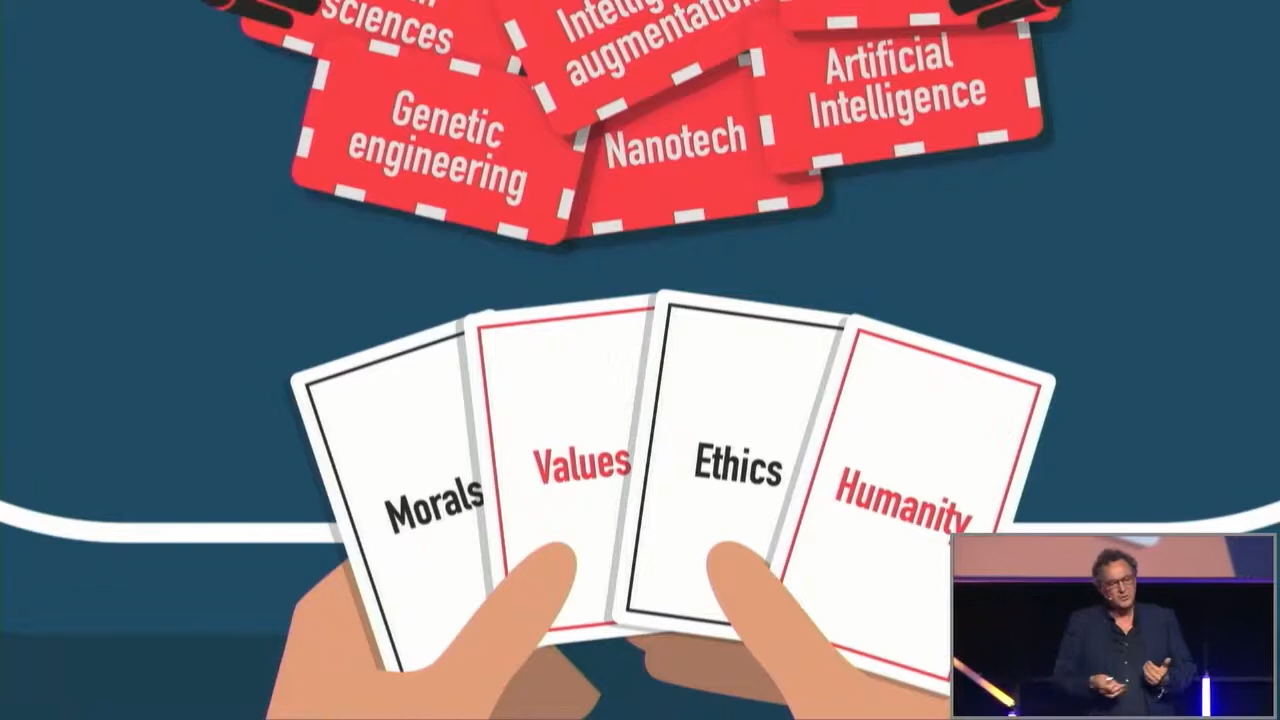 sciences
augmentation
Artificial
Intelligence
Genetic
engineering
Nanotech
Morals
Values
Ethics
Humanity